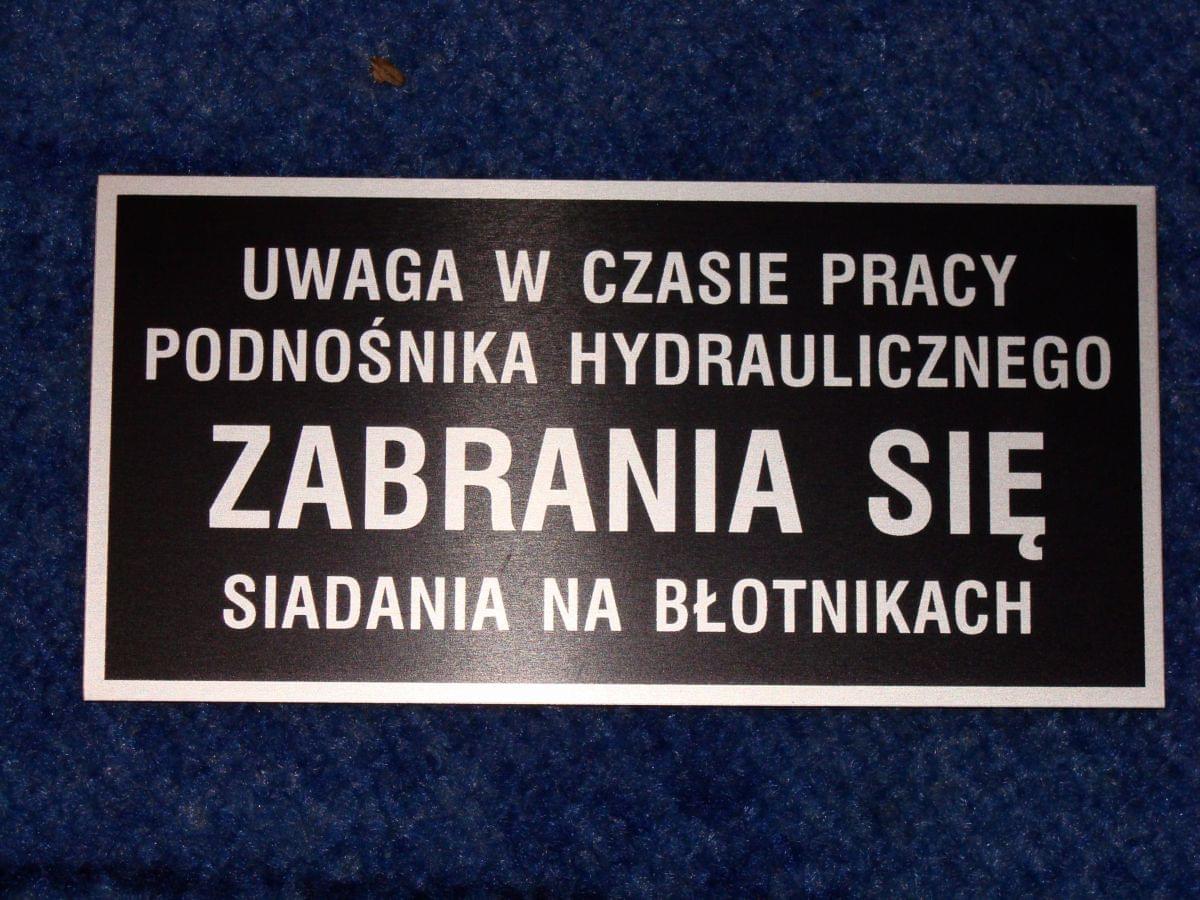 UWAGA W CZASIE PRACY
PODNOŚNIKA HYDRAULICZNEGO
ZABRANIA SIĘ
SIADANIA NA BŁOTNIKACH